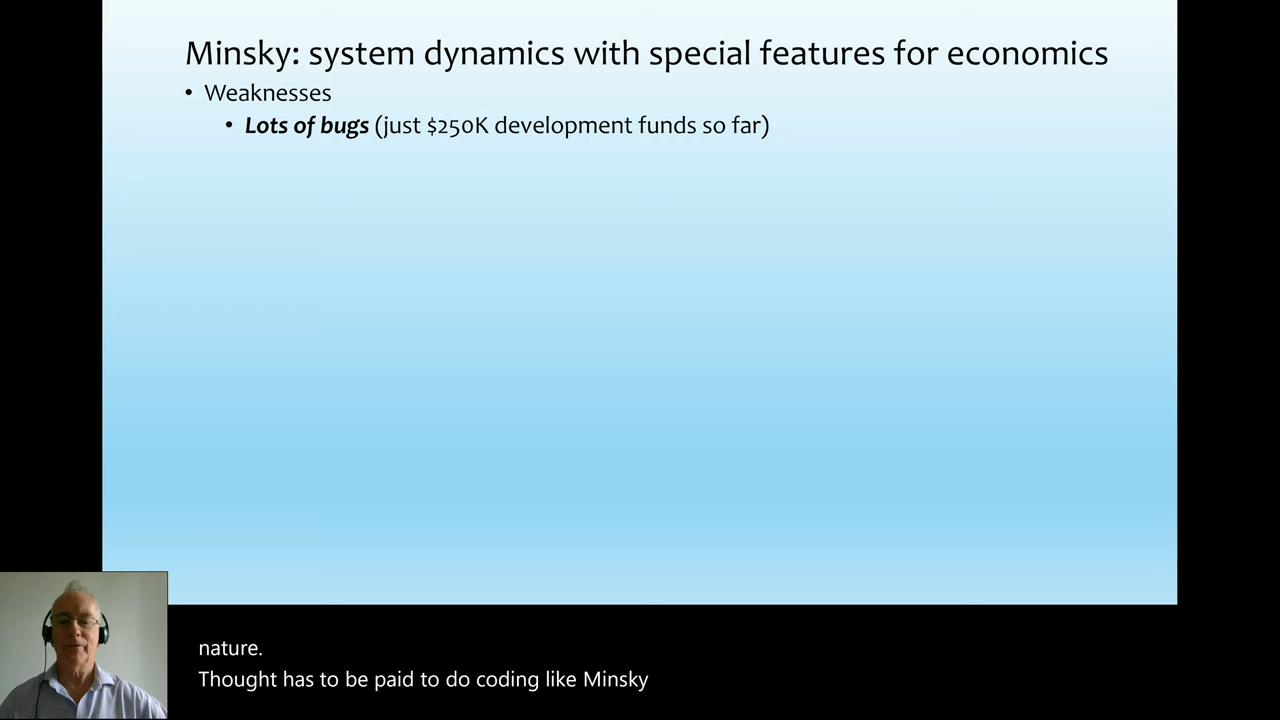 Minsky: system dynamics with special features for economics
• Weaknesses
• Lots of bugs (just $250K development funds so far)
nature.
Thought has to be paid to do coding like Minsky